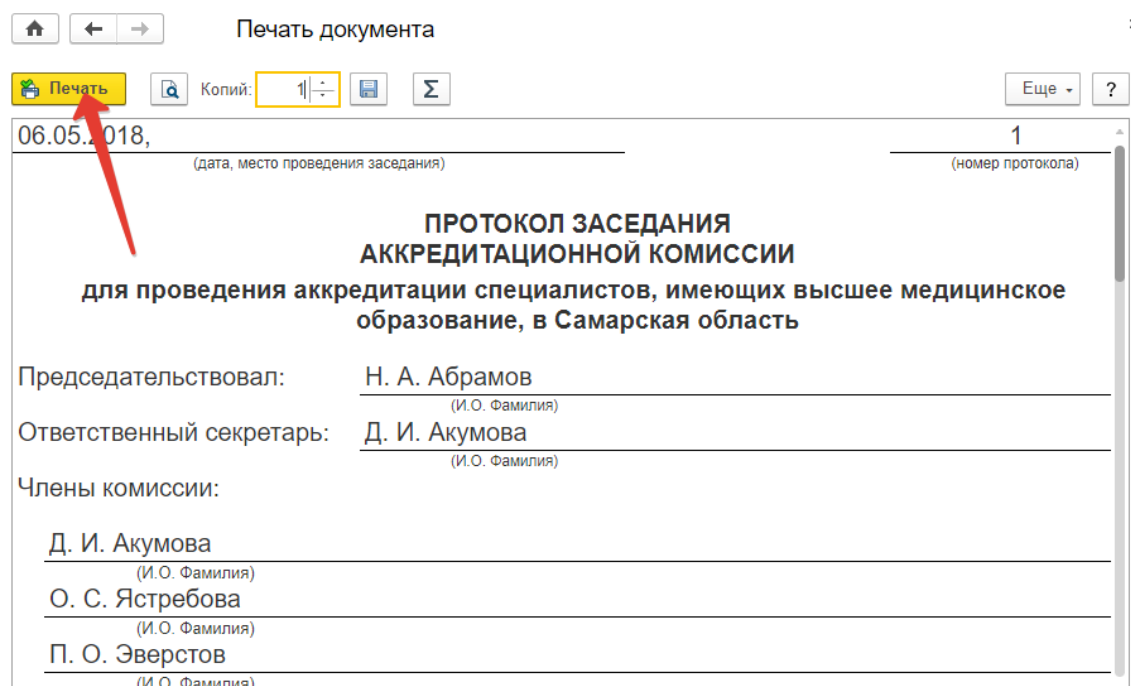 Печать документа
Печать Копий: 1 Σ Еще ?
06.05.2018, 1
(дата, место проведения заседания) (номер протокола)
ПРОТОКОЛ ЗАСЕДАНИЯ
АККРЕДИТАЦИОННОЙ КОМИССИИ
для проведения аккредитации специалистов, имеющих высшее медицинское
образование, в Самарская область
Председательствовал: Н. А. Абрамов
(И.О. Фамилия)
Ответственный секретарь: Д. И. Акумова
(И.О. Фамилия)
Члены комиссии:
Д. И. Акумова
(И.О. Фамилия)
О. С. Ястребова
(И.О. Фамилия)
П. О. Эверстов
(И.О. Фамилия)